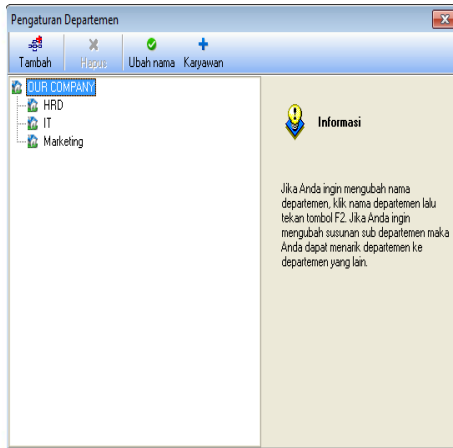 Pengaturan Departemen
Tambah Hapus Ubah nama Karyawan
OUR COMPANY
HRD
IT
Marketing
Informasi
Jika Anda ingin mengubah nama
departemen, klik nama departemen lalu
tekan tombol F2. Jika Anda ingin
mengubah susunan sub departemen maka
Anda dapat menarik departemen ke
departemen yang lain.